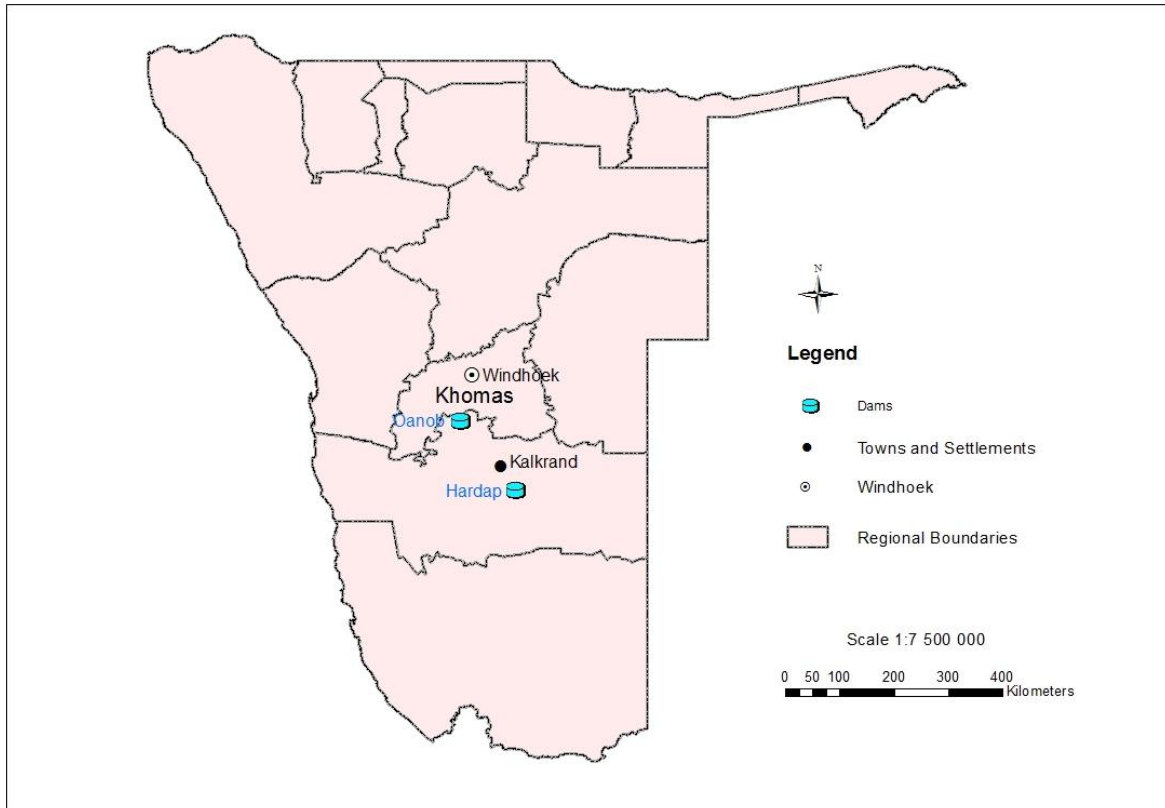 N
Windhoek
Khomas
Oanob
Kalkrand
Hardap
Legend
Dams
Towns and Settlements
Windhoek
Regional Boundaries
Scale 1:7 500 000
0 50 100 200 300 400
Kilometers